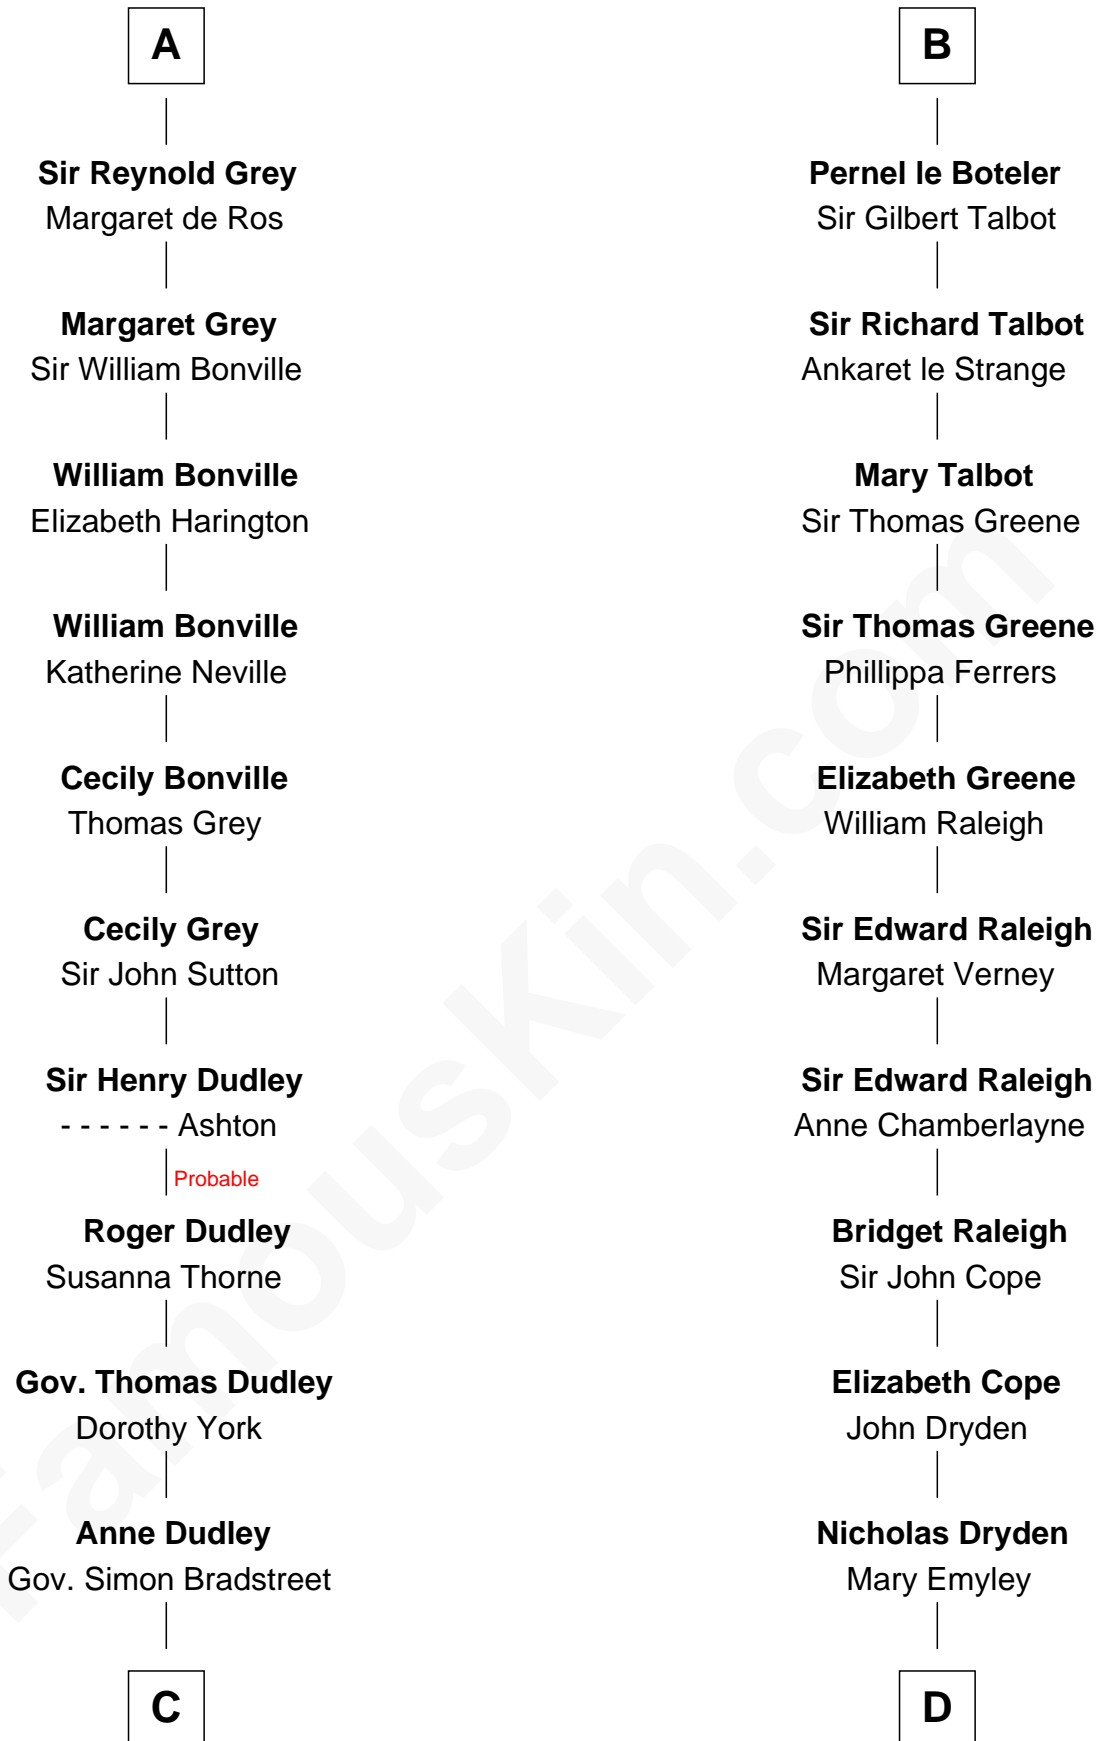 A
Sir Reynold Grey
Margaret de Ros
Margaret Grey
Sir William Bonville
William Bonville
Elizabeth Harington
William Bonville
Katherine Neville
Cecily Bonville
Thomas Grey
Cecily Grey
Sir John Sutton
Sir Henry Dudley
- - - - - - Ashton
Probable
Roger Dudley
Susanna Thorne
Gov. Thomas Dudley
Dorothy York
Anne Dudley
Gov. Simon Bradstreet
C
B
Pernel le Boteler
Sir Gilbert Talbot
Sir Richard Talbot
Ankaret le Strange
Mary Talbot
Sir Thomas Greene
Sir Thomas Greene
Phillippa Ferrers
Elizabeth Greene
William Raleigh
Sir Edward Raleigh
Margaret Verney
Sir Edward Raleigh
Anne Chamberlayne
Bridget Raleigh
Sir John Cope
Elizabeth Cope
John Dryden
Nicholas Dryden
Mary Emyley
D
FamousKin.com